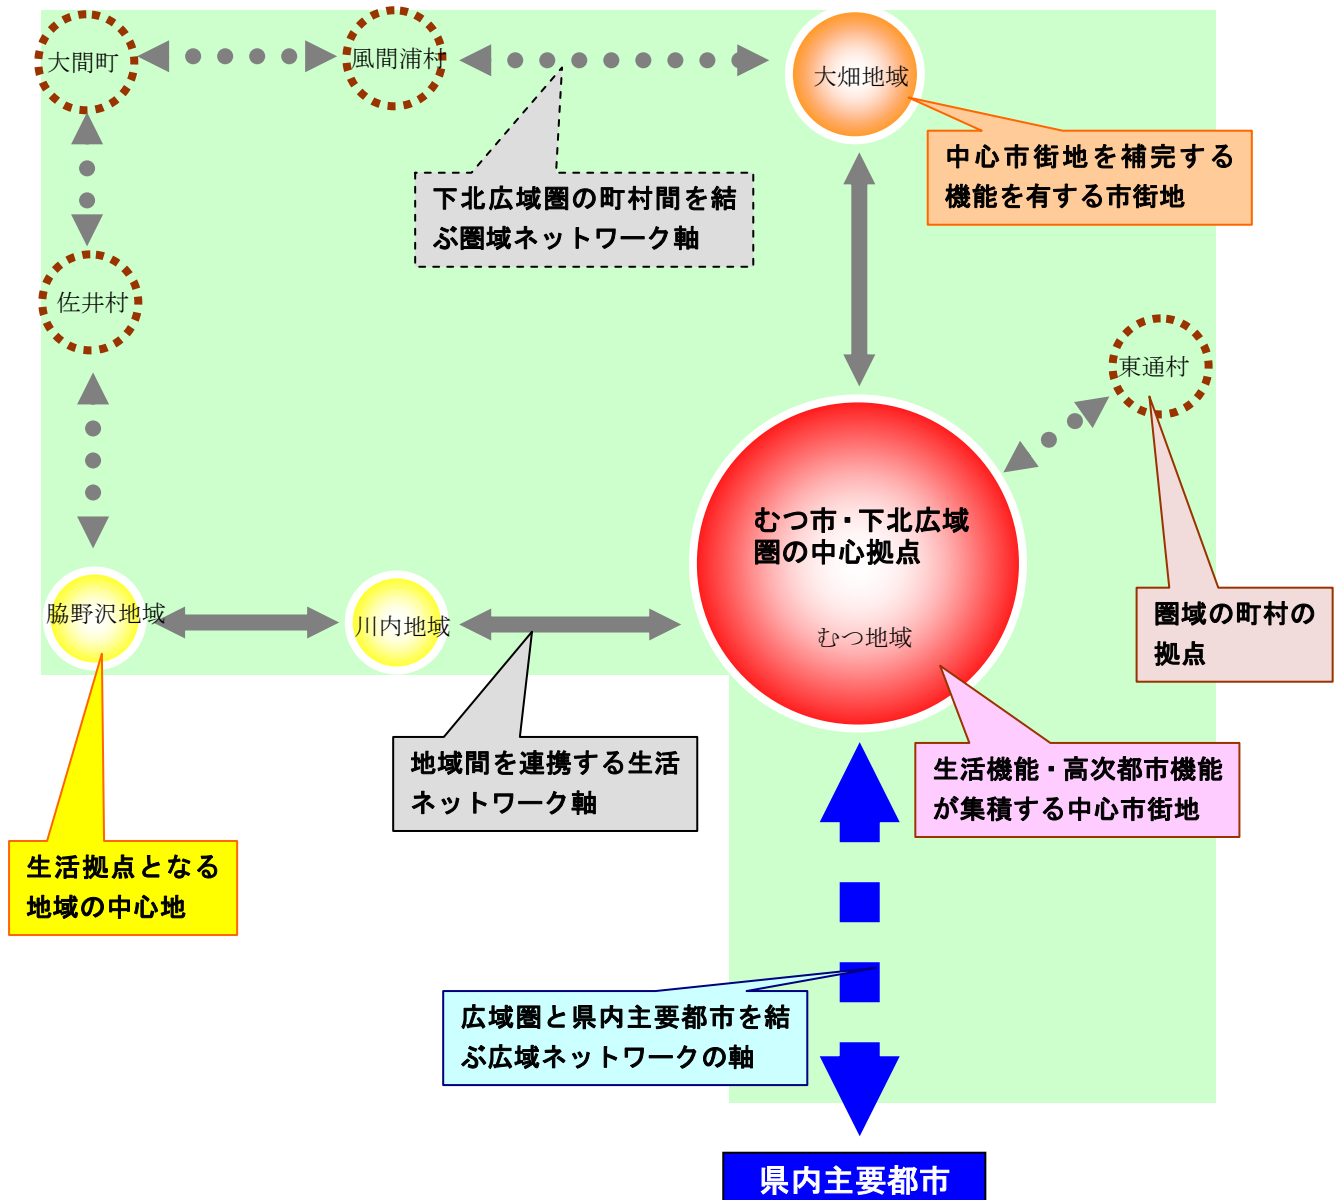 大間町
風間浦村
大畑地域
中心市街地を補完する
機能を有する市街地
下北広域圏の町村間を結
ぶ圏域ネットワーク軸
佐井村
東通村
むつ市・下北広域
圏の中心拠点
むつ地域
圏域の町村の
拠点
脇野沢地域
川内地域
地域間を連携する生活
ネットワーク軸
生活機能・高次都市機能
が集積する中心市街地
生活拠点となる
地域の中心地
広域圏と県内主要都市を結
ぶ広域ネットワークの軸
県内主要都市